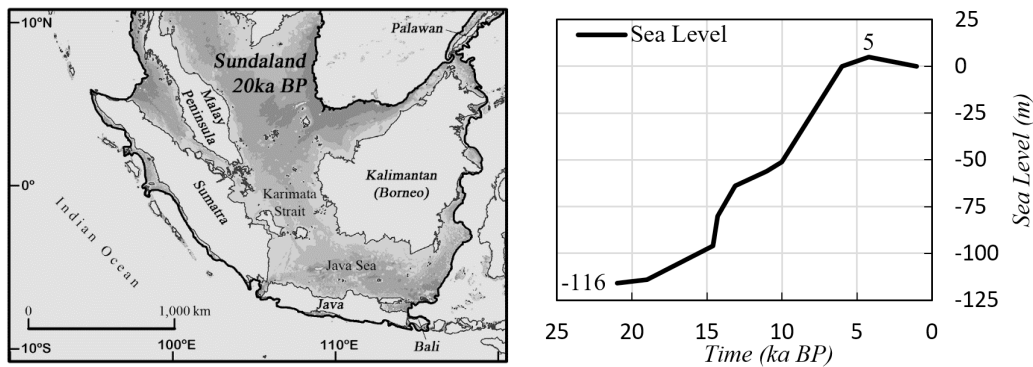 10°N
Palawan
Sundaland
20ka BP
Malay
Peninsula
Kalimantan
(Borneo)
0°
Sumatra
Karimata
Strait
Indian Ocean
Java Sea
0
1,000 km
Java
10°S
100°E
110°E
Bali
Sea Level
5
-116
25
0
-25
-50
-75
-100
-125
Sea Level (m)
25
20
15
10
5
0
Time (ka BP)